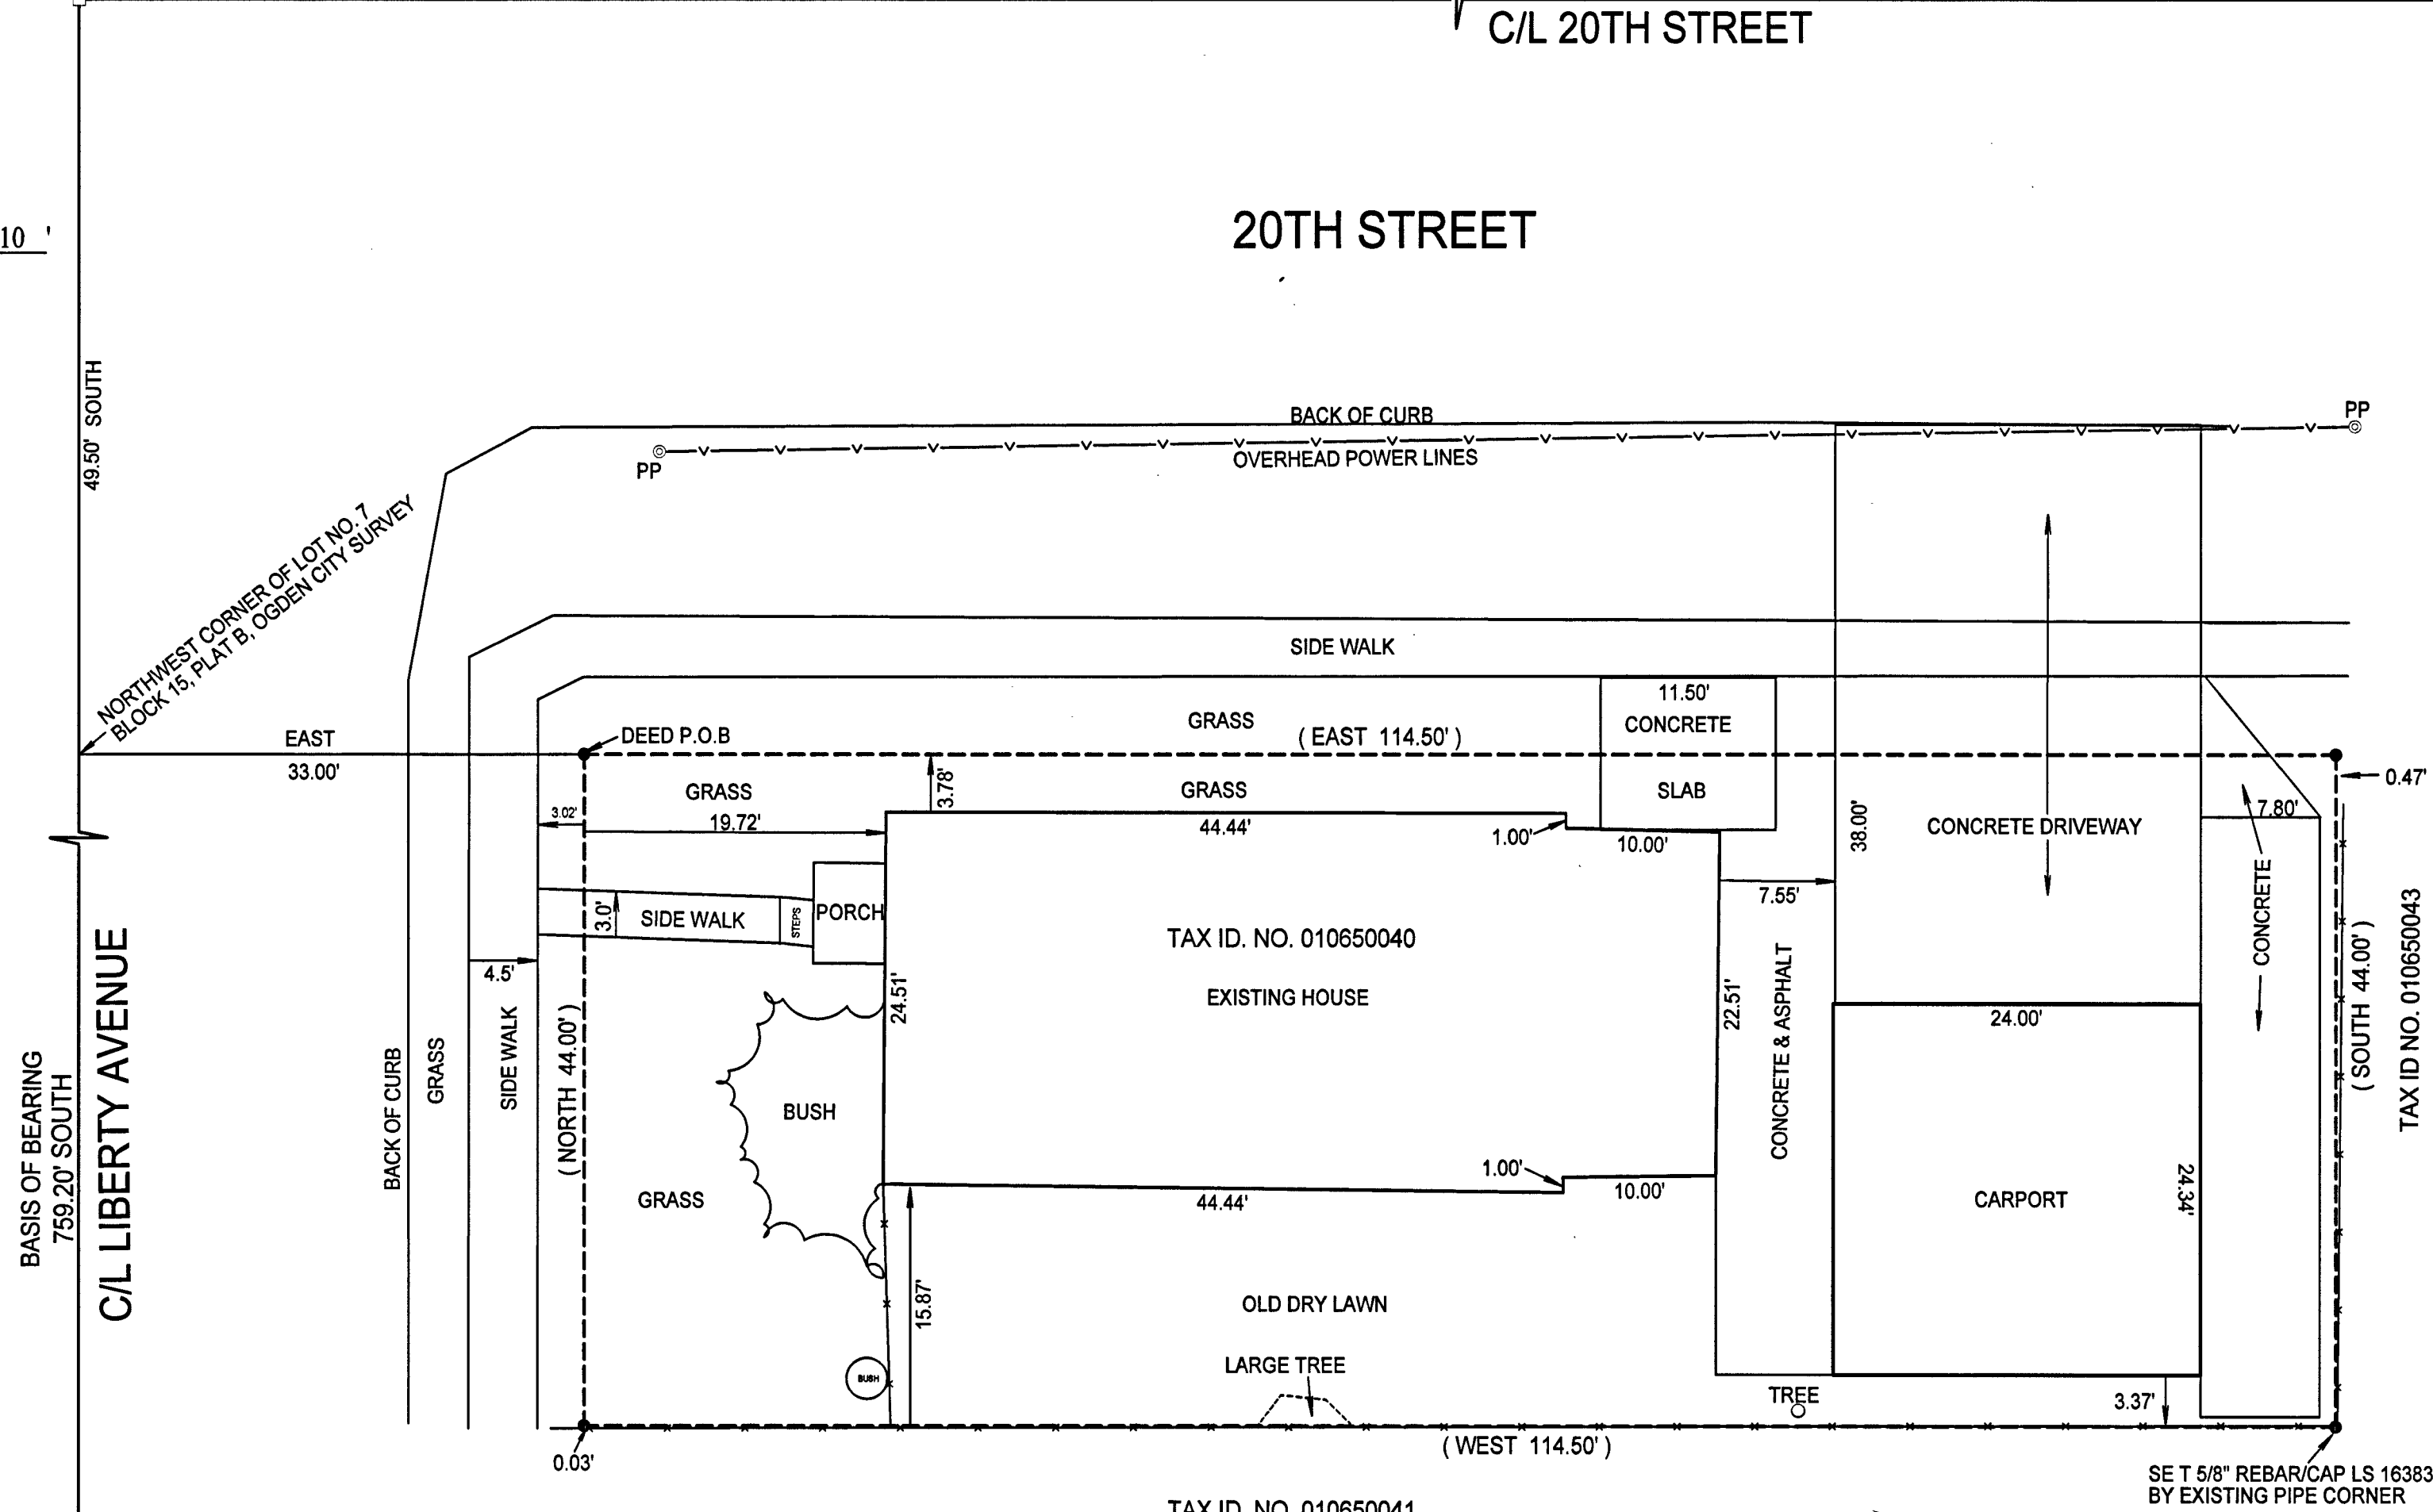 C/L 20TH STREET
20TH STREET
10 '
49.50' SOUTH
BACK OF CURB
PP
PP
OVERHEAD POWER LINES
NORTHWEST CORNER OF LOT NO. 7
BLOCK 15, PLAT B, OGDEN CITY SURVEY
SIDE WALK
11.50'
CONCRETE
SLAB
GRASS
( EAST 114.50' )
DEED P.O.B
EAST
33.00'
GRASS
3.78'
GRASS
0.47'
3.02'
19.72'
44.44'
1.00'
10.00'
38.00'
CONCRETE DRIVEWAY
7.80'
CONCRETE
7.55'
3.0'
SIDE WALK
STEPS
PORCH
TAX ID. NO. 010650040
EXISTING HOUSE
4.5'
24.51'
22.51'
CONCRETE & ASPHALT
24.00'
( SOUTH 44.00' )
TAX ID NO. 010650043
BASIS OF BEARING
759.20' SOUTH
C/L LIBERTY AVENUE
BACK OF CURB
GRASS
SIDE WALK
( NORTH 44.00' )
BUSH
GRASS
1.00'
10.00'
44.44'
CARPORT
24.34'
15.87'
OLD DRY LAWN
LARGE TREE
BUSH
TREE
3.37'
( WEST 114.50' )
0.03'
SE T 5/8" REBAR/CAP LS 16383
BY EXISTING PIPE CORNER
TAX ID. NO. 010650041